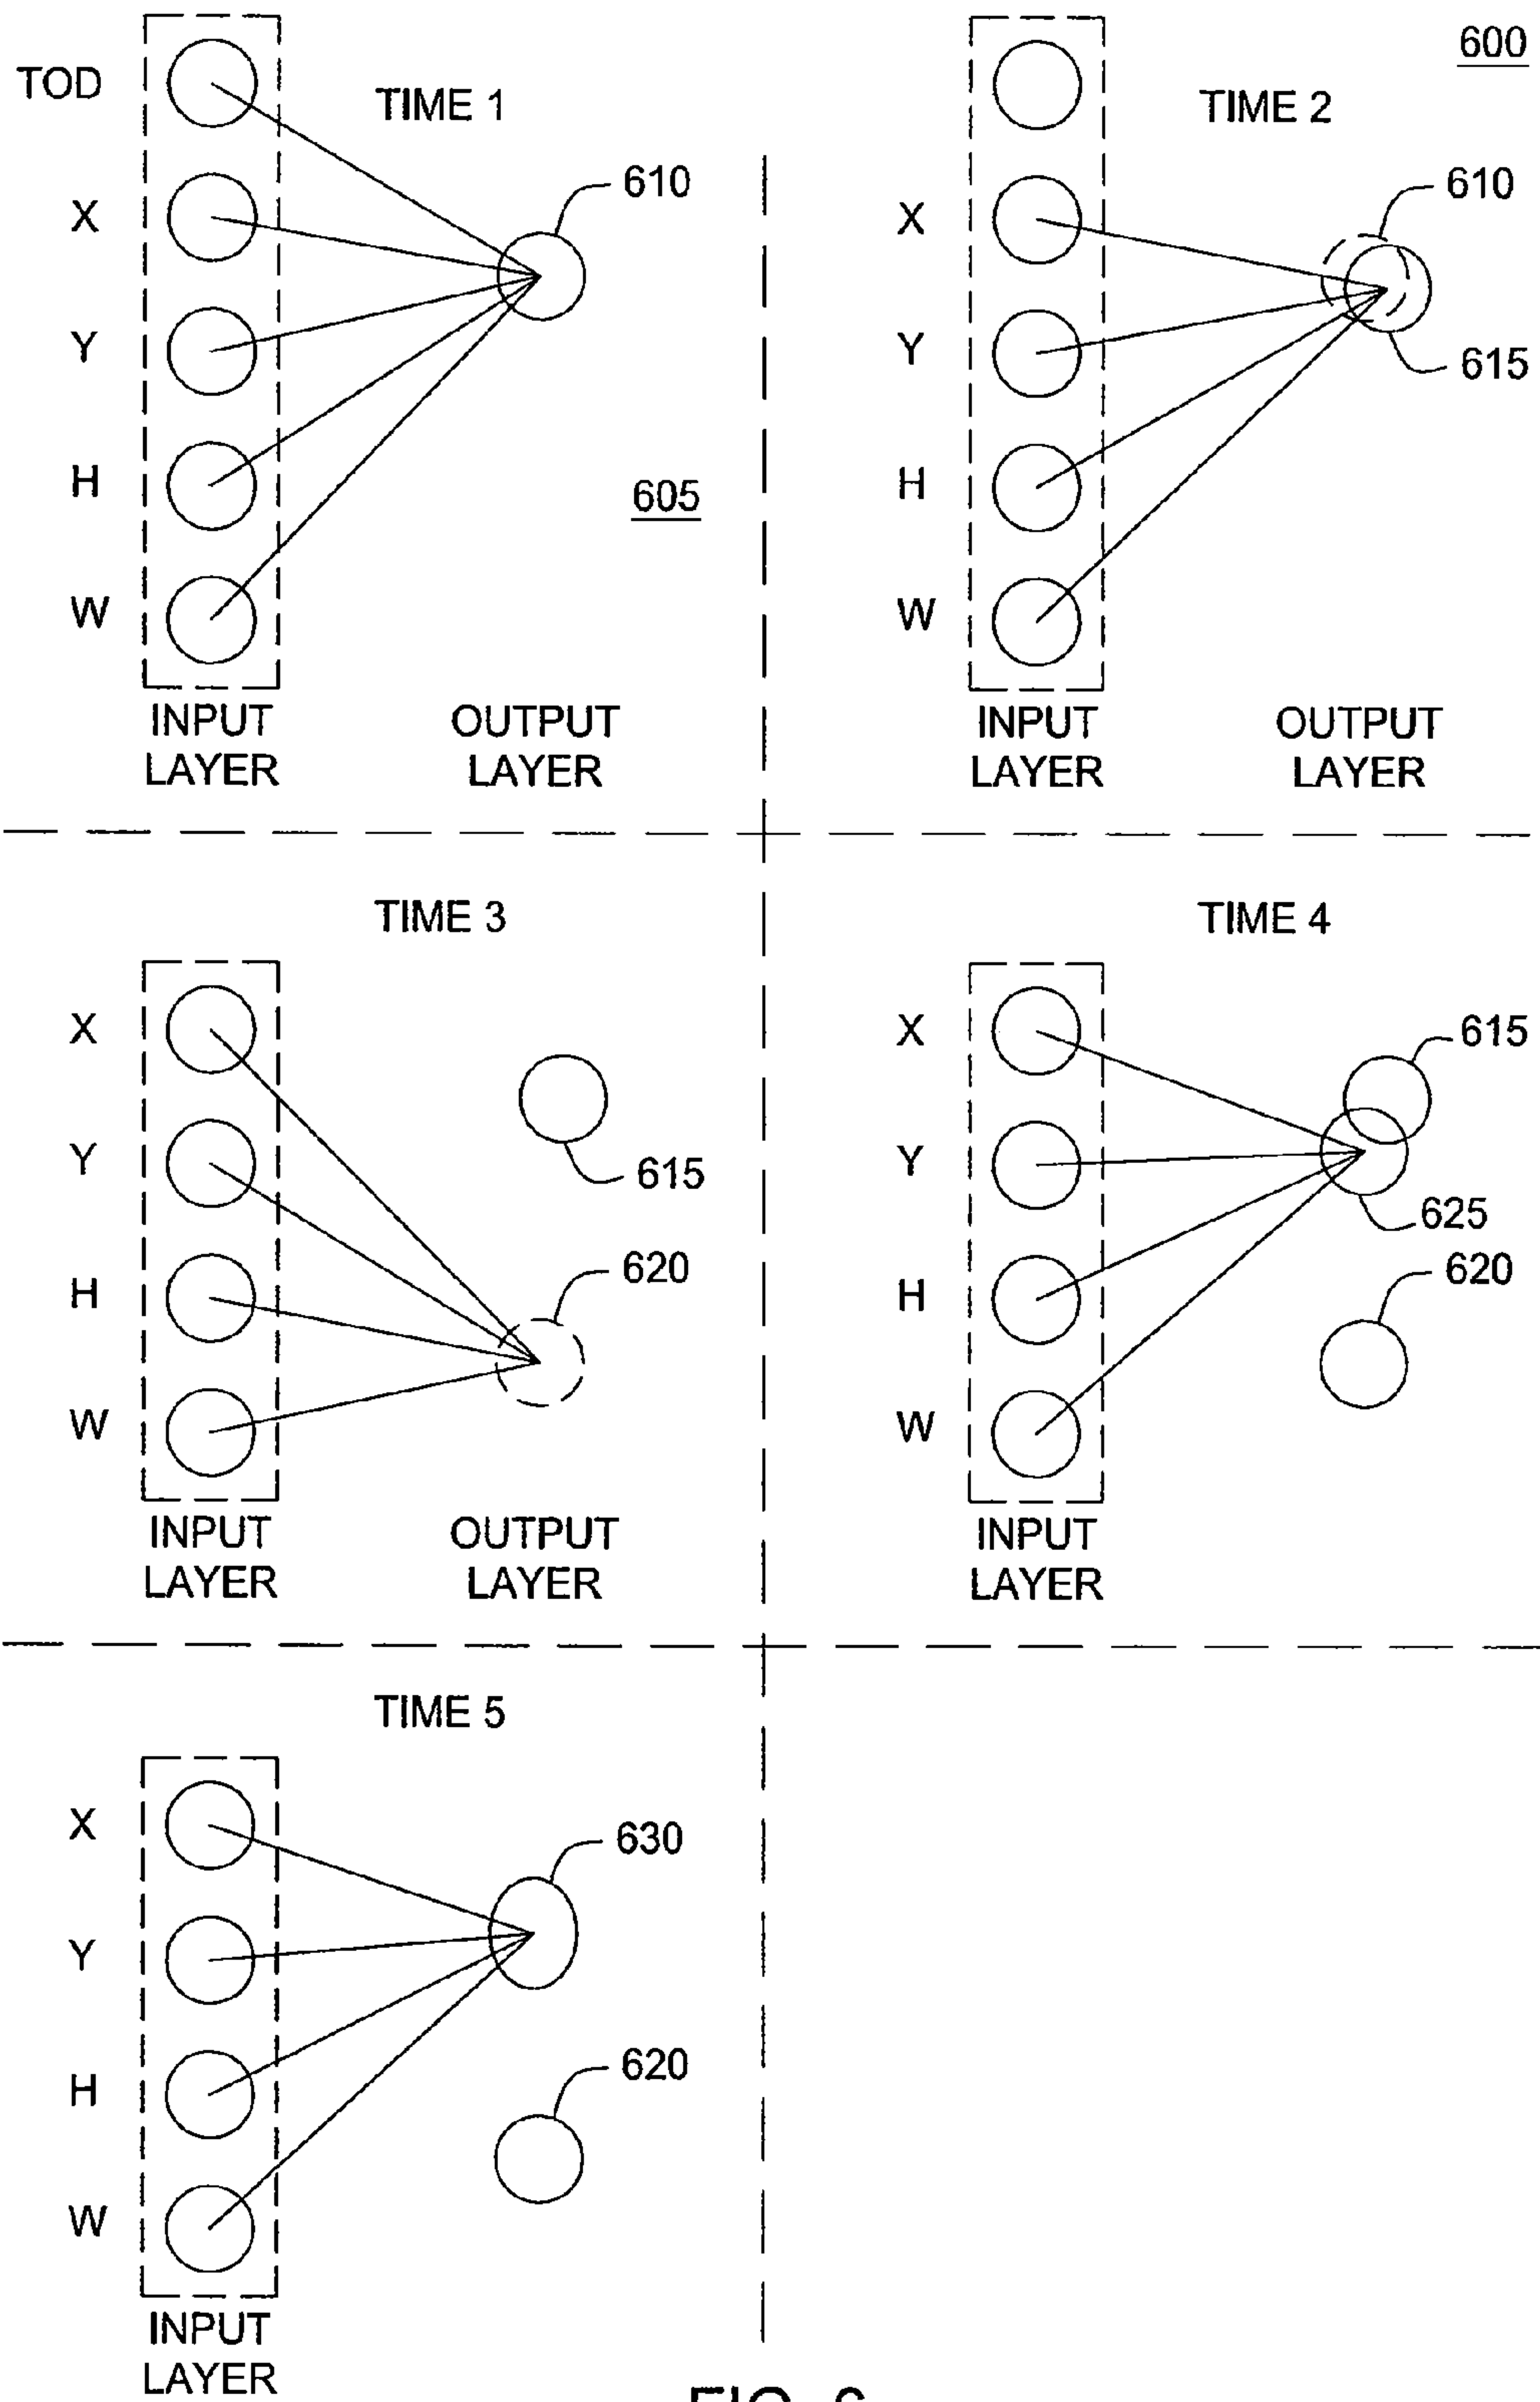 600
TIME 1
TOD
X
Y
H
W
610
605
INPUT
LAYER
OUTPUT
LAYER
TIME 2
X
Y
H
W
610
615
INPUT
LAYER
OUTPUT
LAYER
TIME 3
X
Y
H
W
615
620
INPUT
LAYER
OUTPUT
LAYER
TIME 4
X
Y
H
W
615
625
620
INPUT
LAYER
TIME 5
X
Y
H
W
630
620
INPUT
LAYER